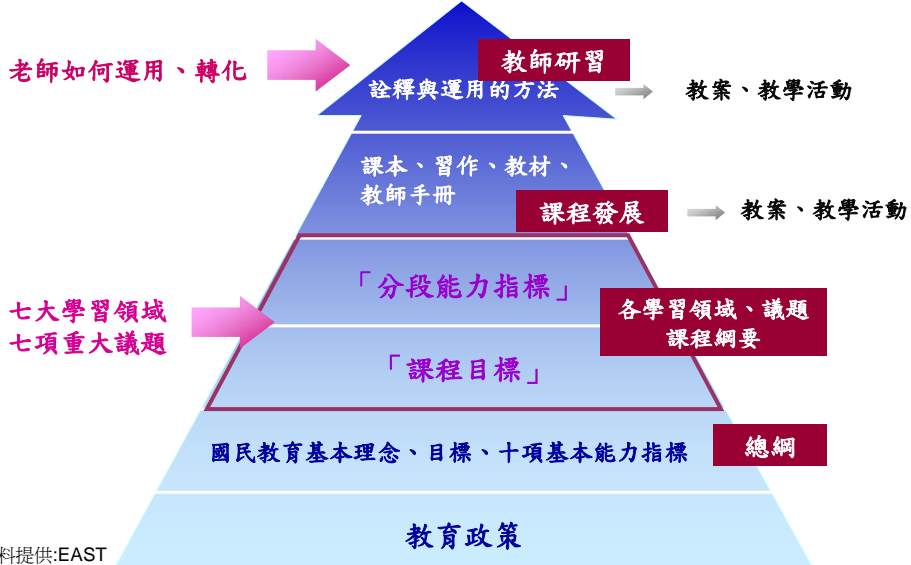 教師研習
老師如何運用、轉化
詮釋與運用的方法
教案、教學活動
課本、習作、教材、
教師手冊
課程發展
教案、教學活動
「分段能力指標」
七大學習領域
七項重大議題
各學習領域、議題
課程綱要
「課程目標」
國民教育基本理念、目標、十項基本能力指標
總綱
教育政策
料提供:EAST